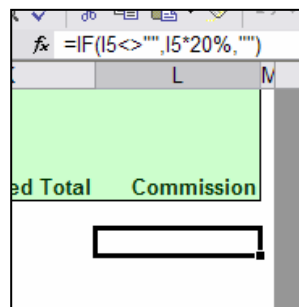 fx =IF(I5<>"",I5*20%,"")
L M
ed Total Commission